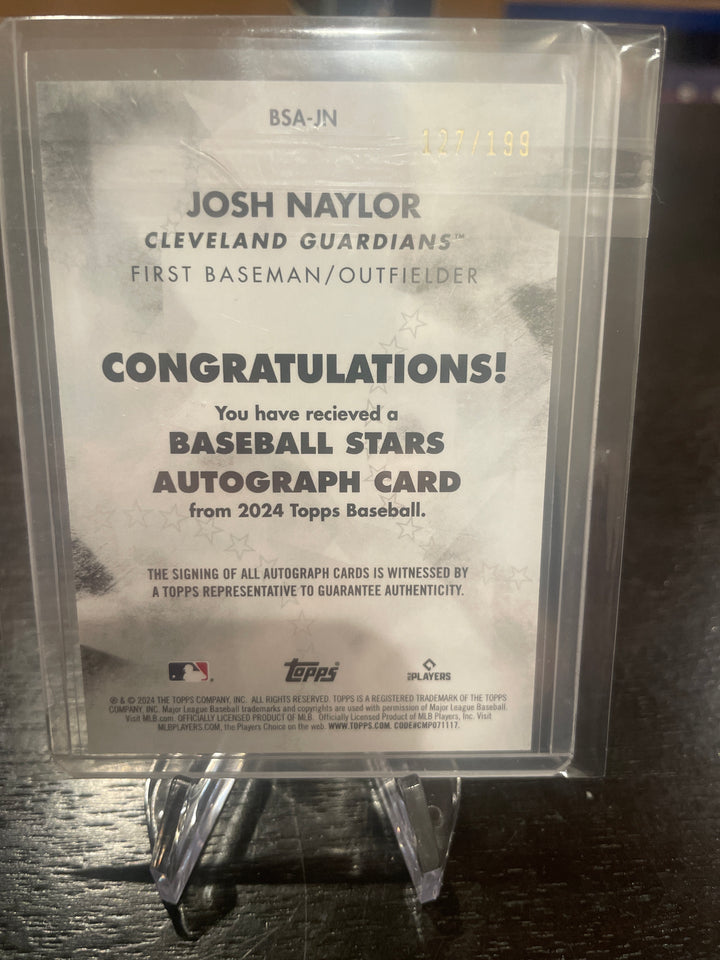 BSA-JN
127/199
JOSH NAYLOR
CLEVELAND GUARDIANS™
FIRST BASEMAN/OUTFIELDER
CONGRATULATIONS!
You have recieved a
BASEBALL STARS
AUTOGRAPH CARD
from 2024 Topps Baseball.
THE SIGNING OF ALL AUTOGRAPH CARDS IS WITNESSED BY
A TOPPS REPRESENTATIVE TO GUARANTEE AUTHENTICITY.
topps PLAYERS
® & © 2024 THE TOPPS COMPANY, INC. ALL RIGHTS RESERVED. TOPPS IS A REGISTERED TRADEMARK OF THE TOPPS
COMPANY, INC. Major League Baseball trademarks and copyrights are used with permission of Major League Baseball.
Visit MLB.com. OFFICIALLY LICENSED PRODUCT OF MLB. Officially Licensed Product of MLB Players, Inc. Visit
MLBPLAYERS.COM, the Players Choice on the web. WWW.TOPPS.COM. CODE#CMP071117.